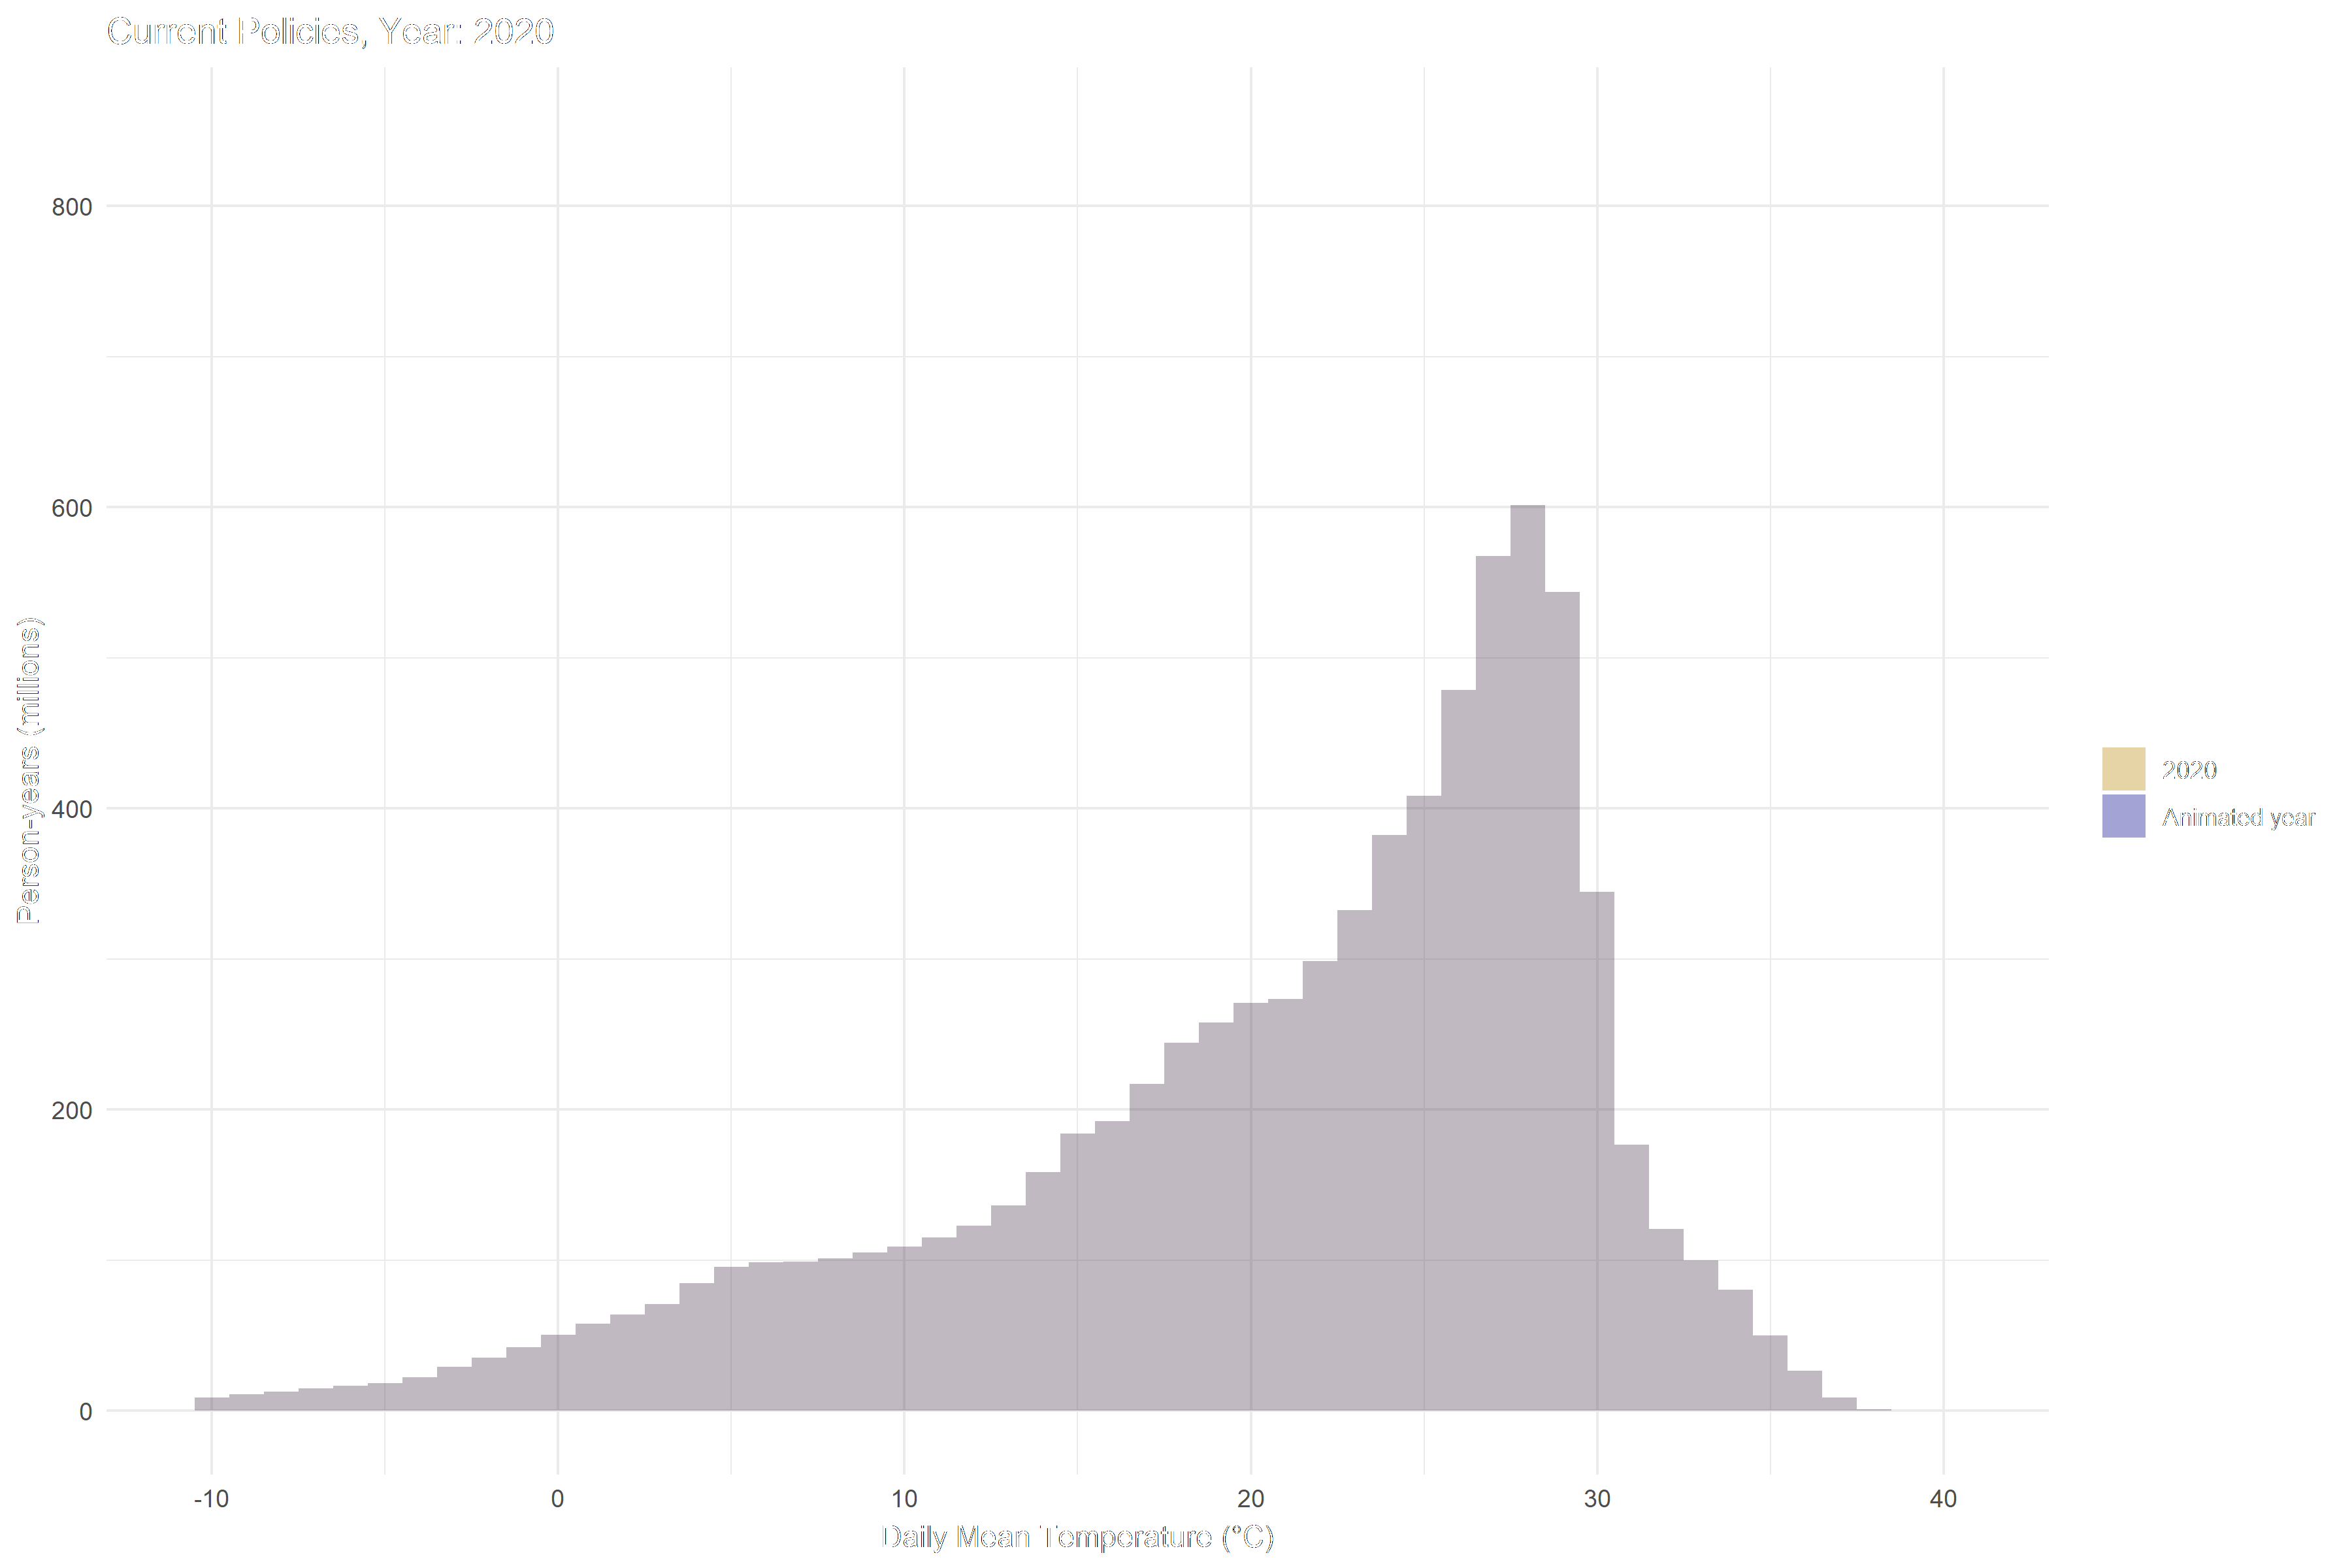 Current Policies, Year: 2020
Person-years (millions)
800
600
400
200
0
-10 0 10 20 30 40
Daily Mean Temperature (°C)
2020
Animated year